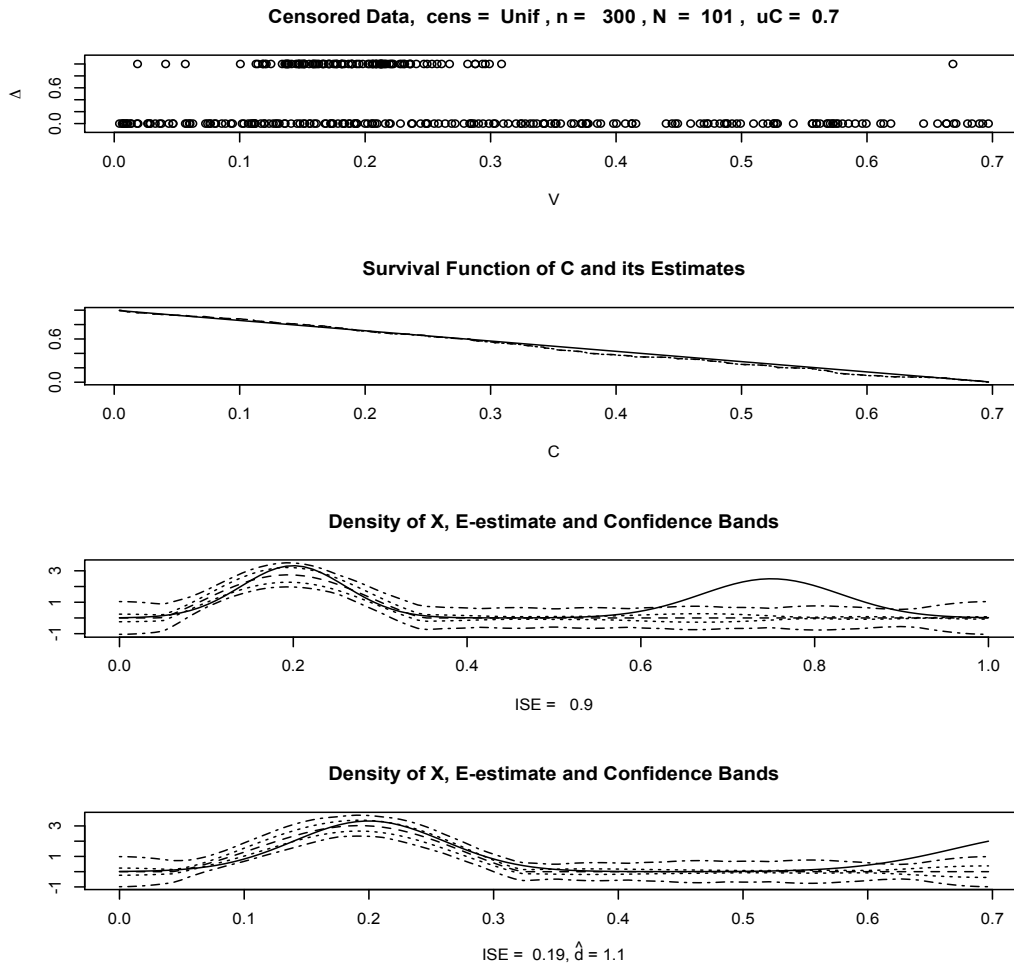 Censored Data, cens = Unif , n = 300 , N = 101 , uC = 0.7
Δ
0.6
0.0
0.0 0.1 0.2 0.3 0.4 0.5 0.6 0.7
V
Survival Function of C and its Estimates
0.6
0.0
0.0 0.1 0.2 0.3 0.4 0.5 0.6 0.7
C
Density of X, E-estimate and Confidence Bands
3
1
-1
0.0 0.2 0.4 0.6 0.8 1.0
ISE = 0.9
Density of X, E-estimate and Confidence Bands
3
1
-1
0.0 0.1 0.2 0.3 0.4 0.5 0.6 0.7
ISE = 0.19, d̂ = 1.1